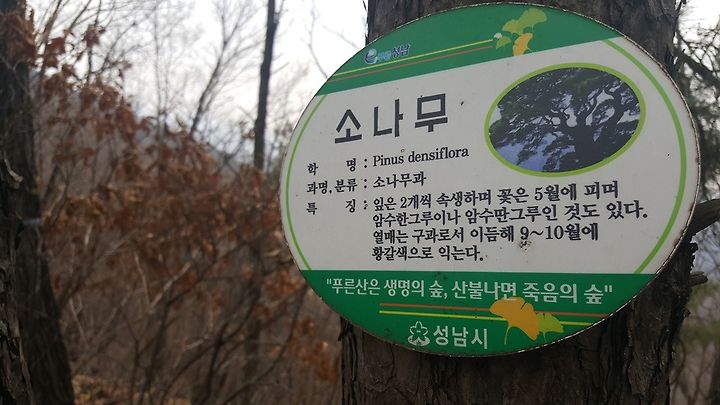 푸른 성남
소나무
학 명 : Pinus densiflora
과명, 분류 : 소나무과
특 징 : 잎은 2개씩 속생하며 꽃은 5월에 피며
암수한그루이나 암수딴그루인 것도 있다.
열매는 구과로서 이듬해 9~10월에
황갈색으로 익는다.
"푸른산은 생명의 숲, 산불나면 죽음의 숲"
성남시